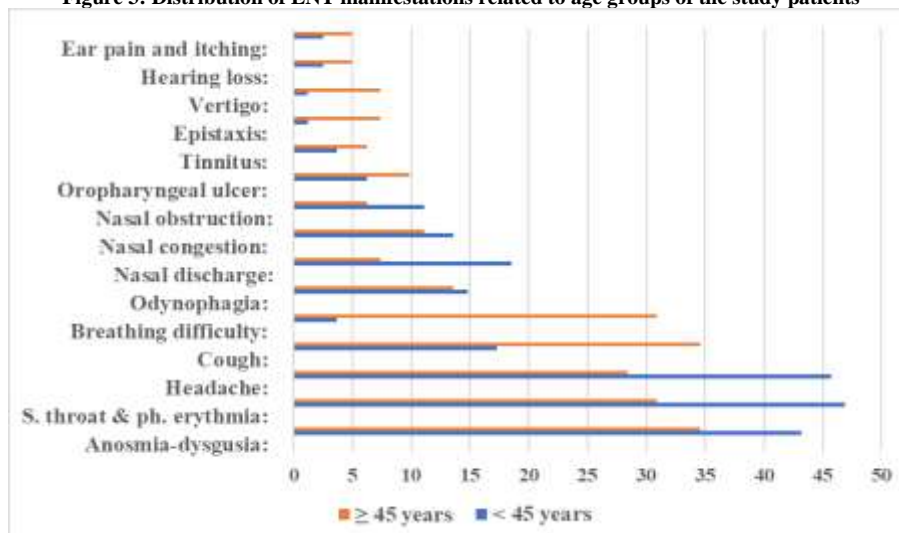 Figure 3: Distribution of ENT manifestations related to age groups of the study patients
Ear pain and itching:
Hearing loss:
Vertigo:
Epistaxis:
Tinnitus:
Oropharyngeal ulcer:
Nasal obstruction:
Nasal congestion:
Nasal discharge:
Odynophagia:
Breathing difficulty:
Cough:
Headache:
S. throat & ph. erythmia:
Anosmia-dysgusia:
0 5 10 15 20 25 30 35 40 45 50
≥ 45 years < 45 years